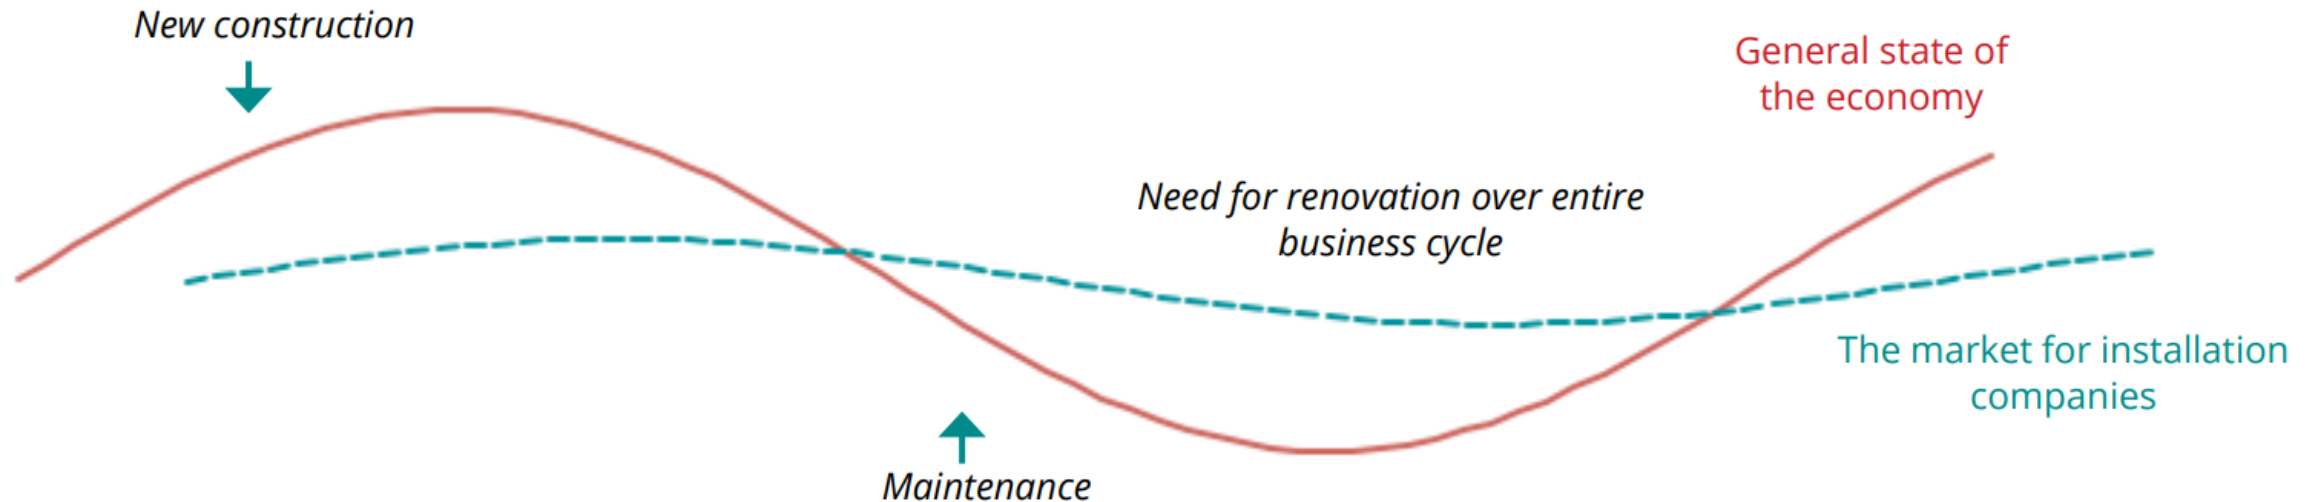 New construction
General state of
the economy
Need for renovation over entire
business cycle
The market for installation
companies
Maintenance